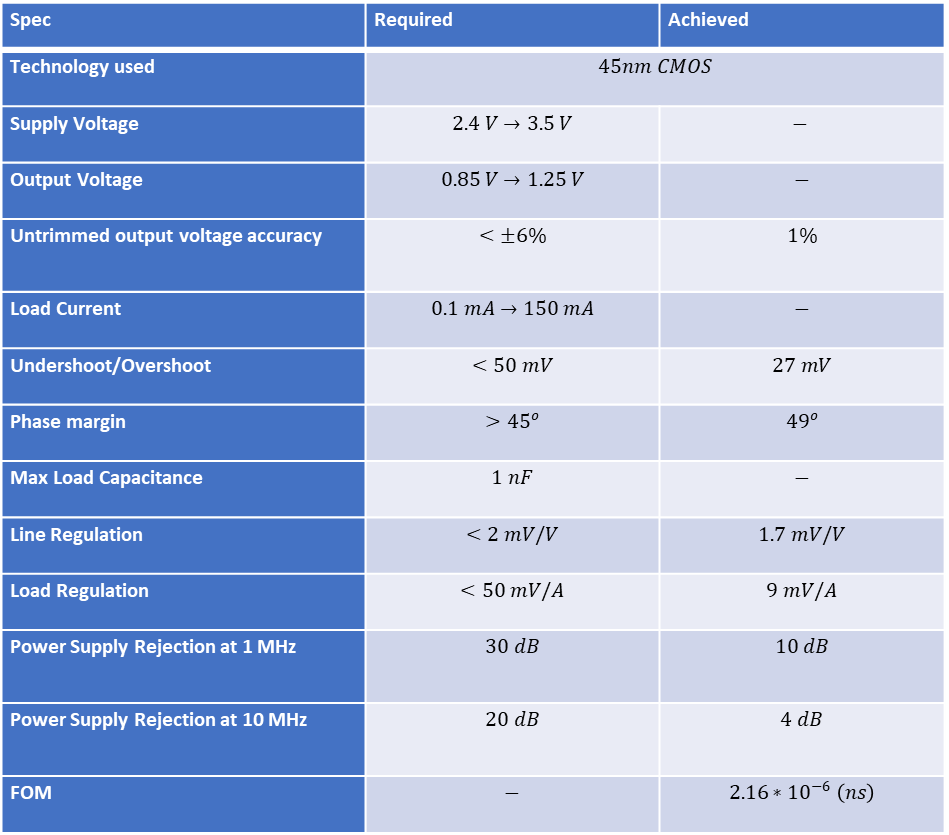 Spec Required Achieved
Technology used 45nm CMOS
Supply Voltage 2.4 V → 3.5 V −
Output Voltage 0.85 V → 1.25 V −
Untrimmed output voltage accuracy < ±6% 1%
Load Current 0.1 mA → 150 mA −
Undershoot/Overshoot < 50 mV 27 mV
Phase margin > 45° 49°
Max Load Capacitance 1 nF −
Line Regulation < 2 mV/V 1.7 mV/V
Load Regulation < 50 mV/A 9 mV/A
Power Supply Rejection at 1 MHz 30 dB 10 dB
Power Supply Rejection at 10 MHz 20 dB 4 dB
FOM − 2.16 * 10⁻⁶ (ns)